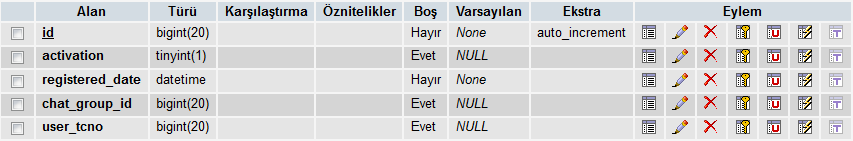 Alan Türü Karşılaştırma Öznitelikler Boş Varsayılan Ekstra Eylem
id bigint(20) Hayır None auto_increment
activation tinyint(1) Evet NULL
registered_date datetime Hayır None
chat_group_id bigint(20) Evet NULL
user_tcno bigint(20) Evet NULL